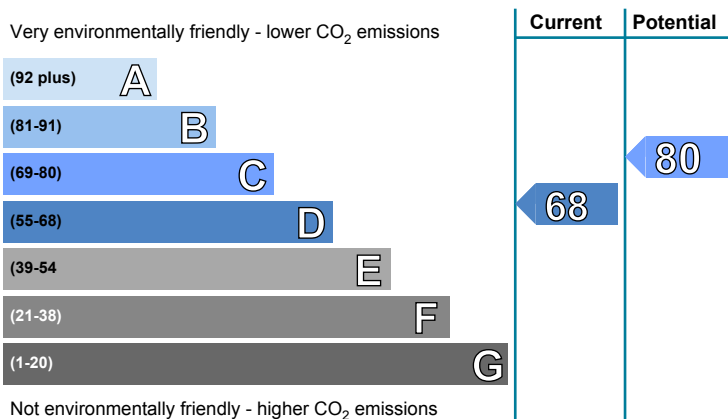 Current Potential
Very environmentally friendly - lower CO2 emissions
(92 plus) A
(81-91 B
(69-80) C
80
(55-68) D
68
(39-54 E
(21-38) F
(1-20) G
Not environmentally friendly - higher CO2 emissions